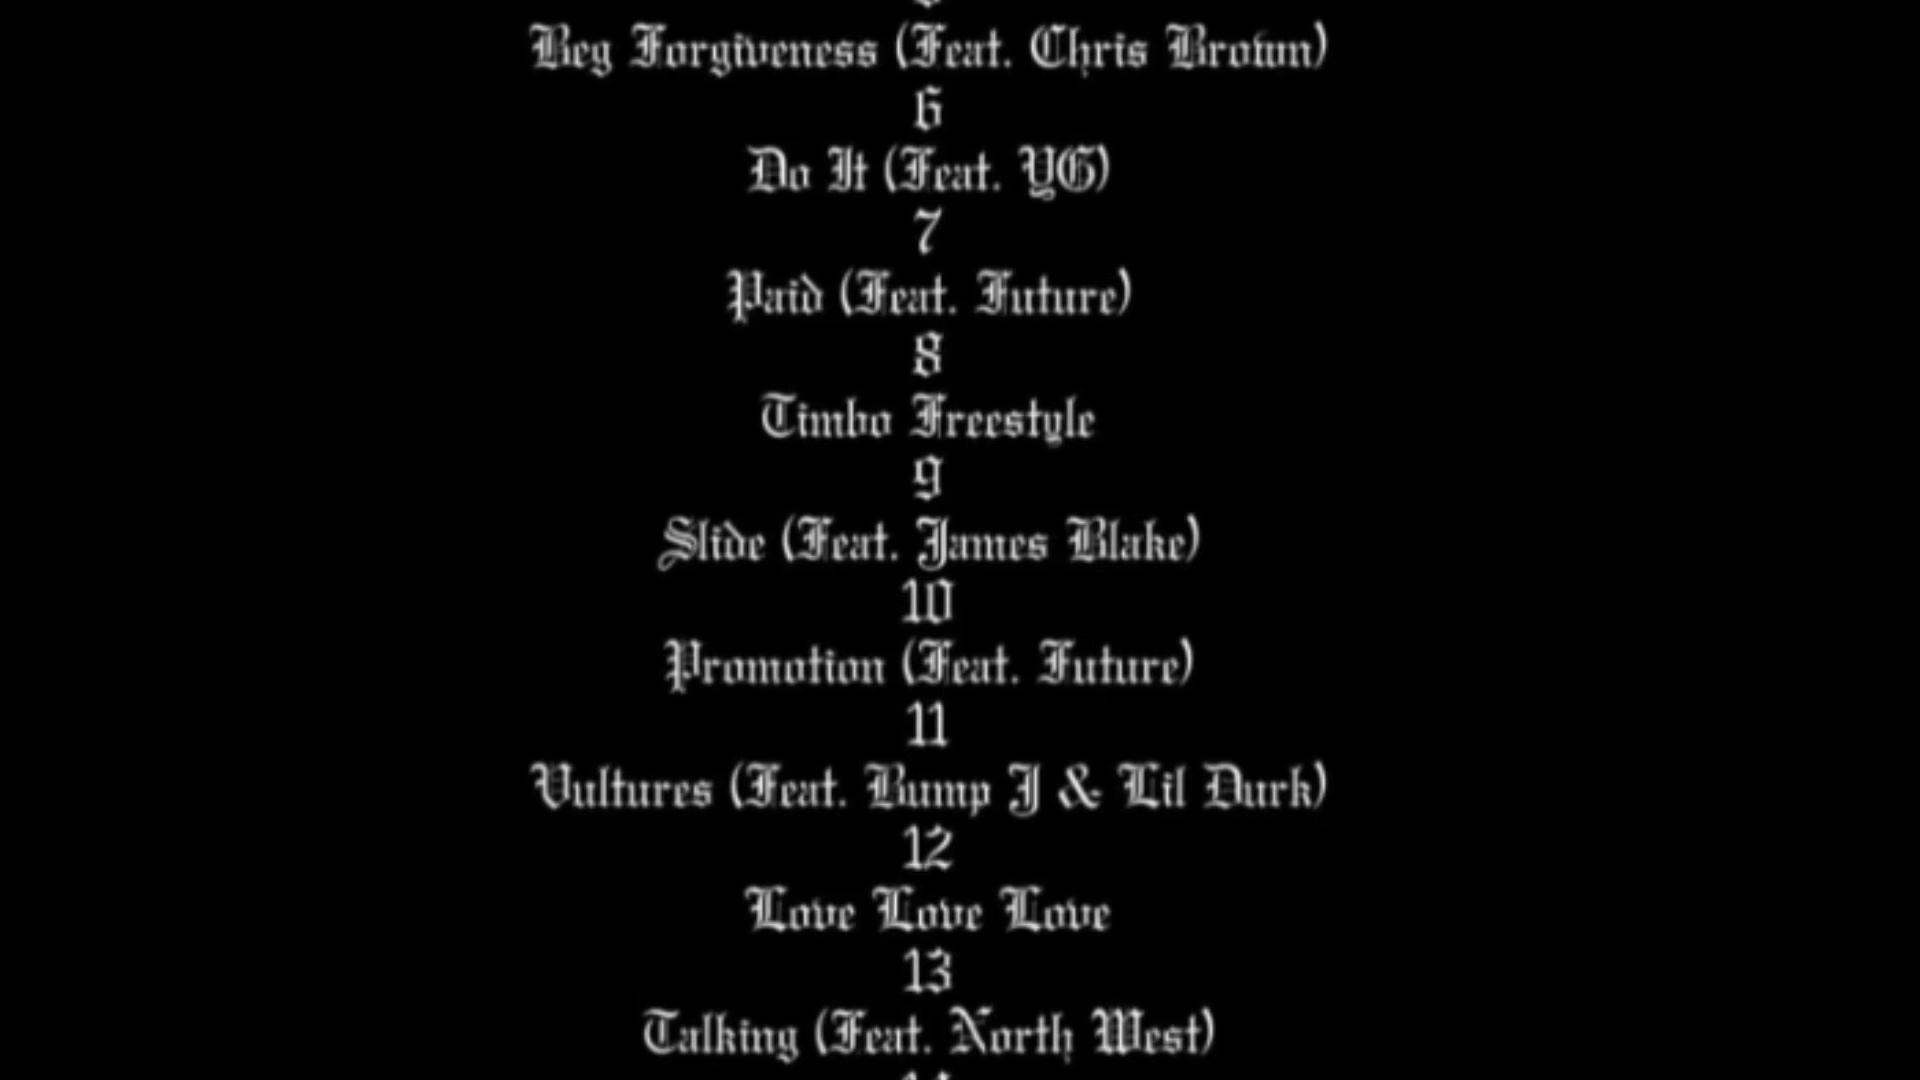 Beg Forgiveness (Feat. Chris Brown)
6
Do It (Feat. YG)
7
Paid (Feat. Future)
8
Timbo Freestyle
9
Slide (Feat. James Blake)
10
Promotion (Feat. Future)
11
Vultures (Feat. Bump J & Lil Durk)
12
Love Love Love
13
Talking (Feat. North West)